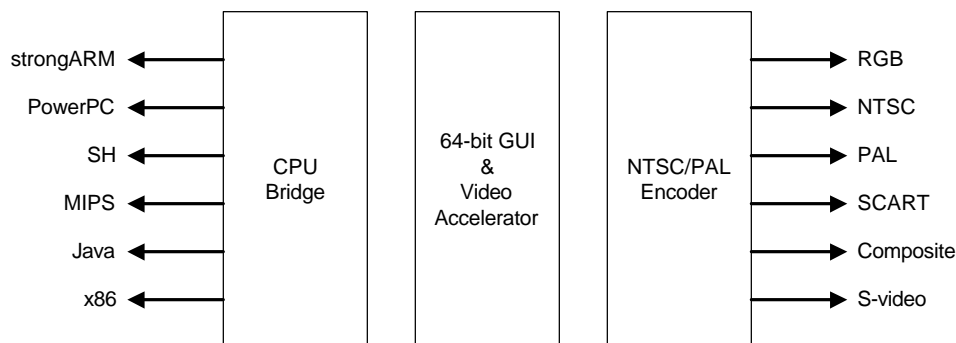 strongARM
PowerPC
SH
MIPS
Java
x86
CPU
Bridge
64-bit GUI
&
Video
Accelerator
NTSC/PAL
Encoder
RGB
NTSC
PAL
SCART
Composite
S-video